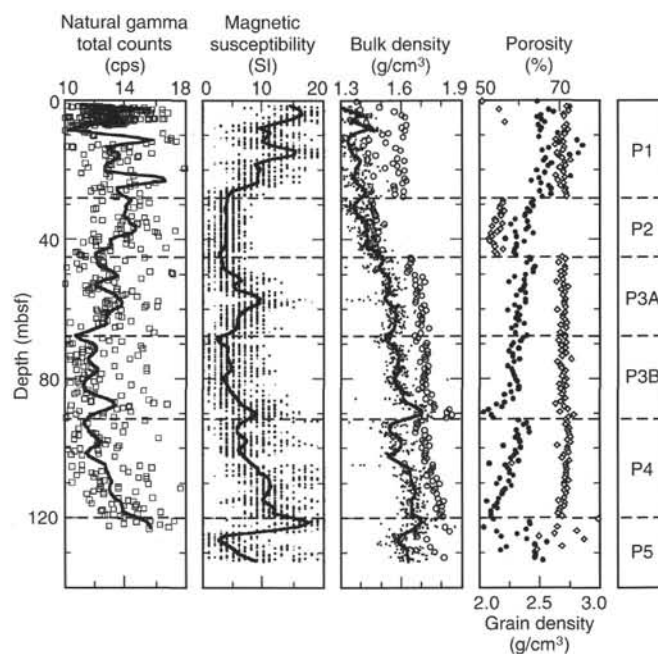 Natural gamma
total counts
(cps)
10 14 18
Magnetic
susceptibility
(SI)
0 10 20
Bulk density
(g/cm³)
1.3 1.6 1.9
Porosity
(%)
50 70
0
40
80
120
Depth (mbsf)
P1
P2
P3A
P3B
P4
P5
2.0 2.5 3.0
Grain density
(g/cm³)